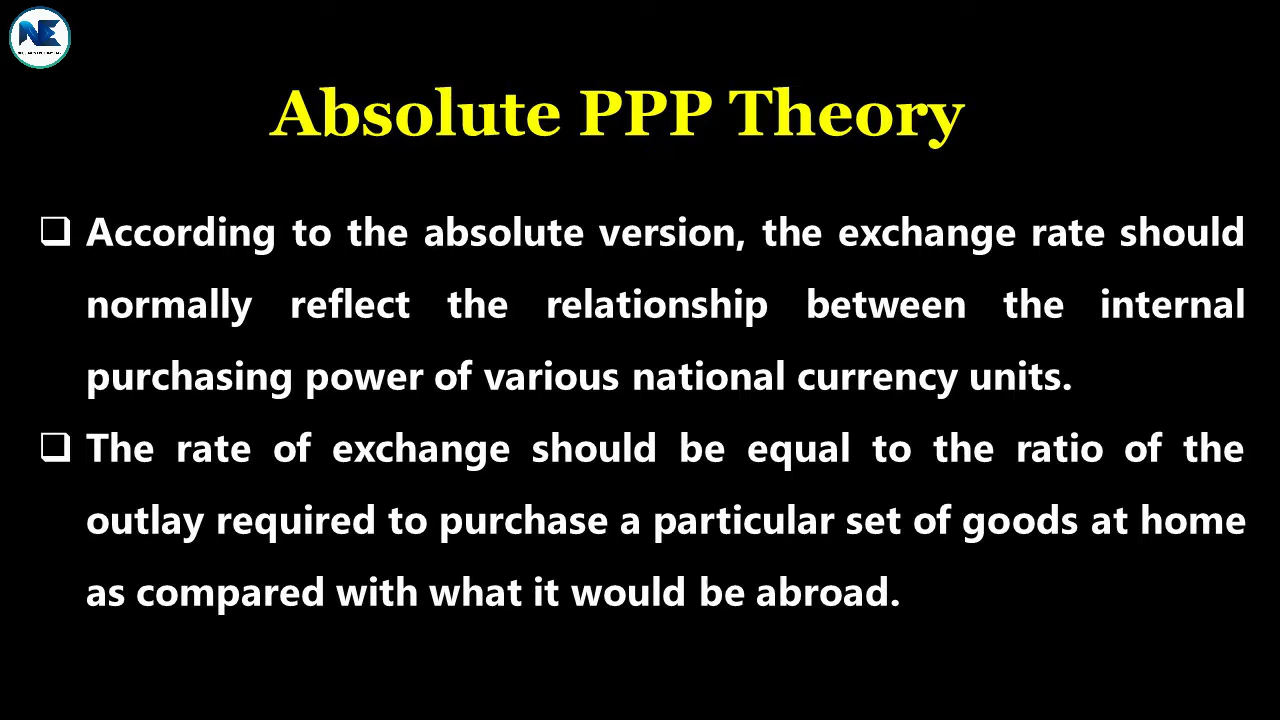 NE
Absolute PPP Theory
❑ According to the absolute version, the exchange rate should
normally reflect the relationship between the internal
purchasing power of various national currency units.
❑ The rate of exchange should be equal to the ratio of the
outlay required to purchase a particular set of goods at home
as compared with what it would be abroad.